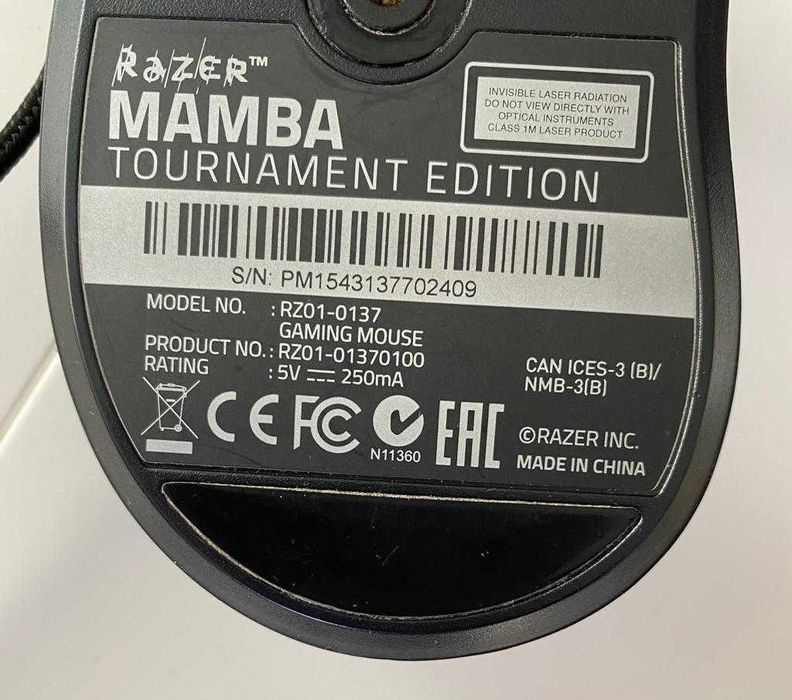 RAZER™
MAMBA
TOURNAMENT EDITION
INVISIBLE LASER RADIATION
DO NOT VIEW DIRECTLY WITH
OPTICAL INSTRUMENTS
CLASS 1M LASER PRODUCT
S/N: PM1543137702409
MODEL NO. : RZ01-0137
GAMING MOUSE
PRODUCT NO. : RZ01-01370100
RATING : 5V ⎓ 250mA
CAN ICES-3 (B)/
NMB-3(B)
CE FC EAC
N11360
©RAZER INC.
MADE IN CHINA